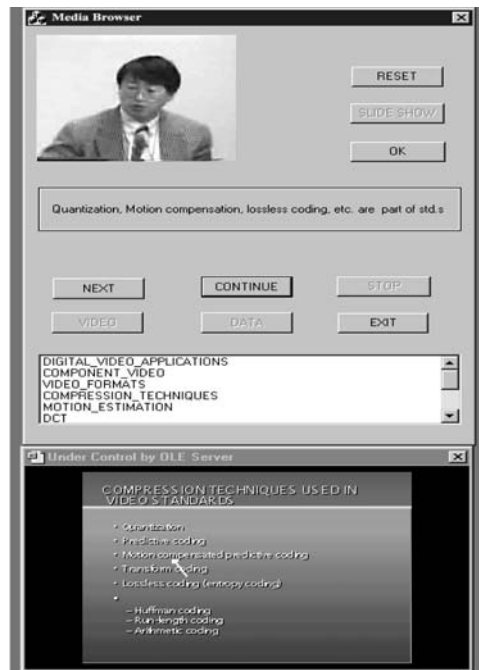 Media Browser
RESET
SLIDE SHOW
OK
Quantization, Motion compensation, lossless coding, etc. are part of std.s
NEXT
CONTINUE
STOP
VIDEO
DATA
EXIT
DIGITAL_VIDEO_APPLICATIONS
COMPONENT_VIDEO
VIDEO_FORMATS
COMPRESSION_TECHNIQUES
MOTION_ESTIMATION
DCT
Under Control by OLE Server
COMPRESSION TECHNIQUES USED IN
VIDEO STANDARDS
• Quantization
• Predictive coding
• Motion compensated predictive coding
• Transform coding
• Lossless coding (entropy coding)
•
– Huffman coding
– Run-length coding
– Arithmetic coding